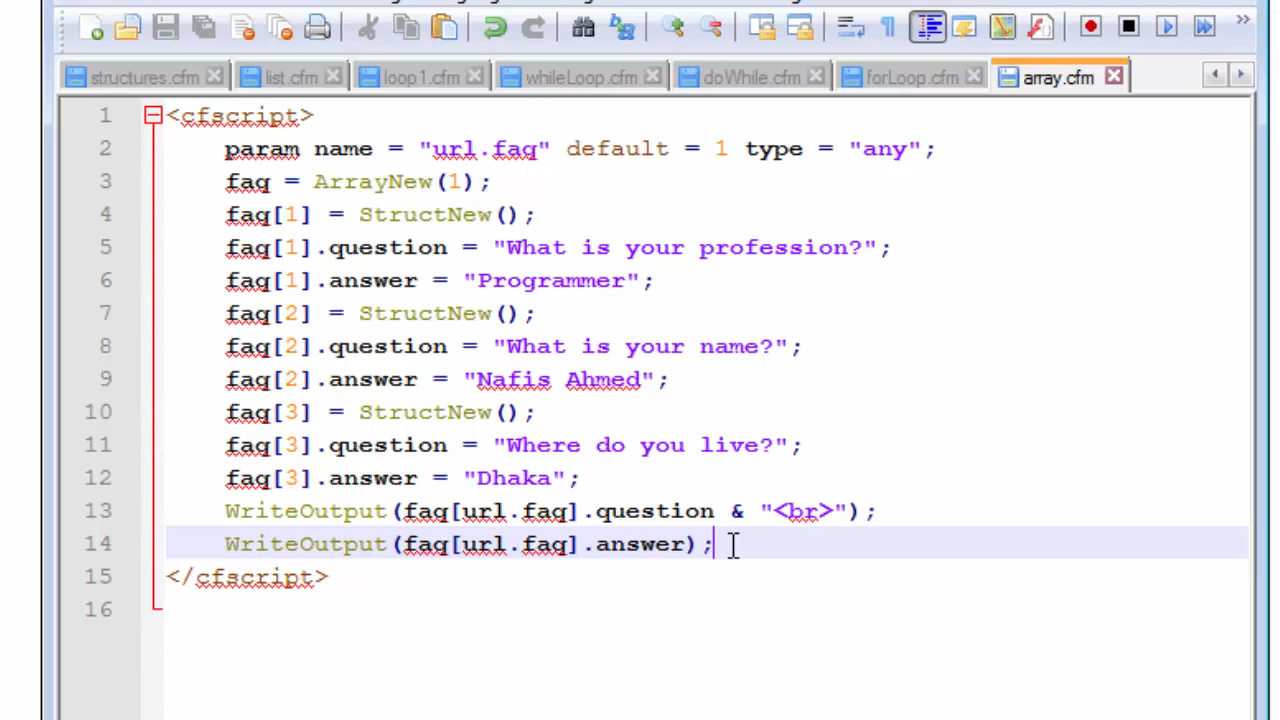 structures.cfm list.cfm loop1.cfm whileLoop.cfm doWhile.cfm forLoop.cfm array.cfm
1 <cfscript>
2 param name = "url.faq" default = 1 type = "any";
3 faq = ArrayNew(1);
4 faq[1] = StructNew();
5 faq[1].question = "What is your profession?";
6 faq[1].answer = "Programmer";
7 faq[2] = StructNew();
8 faq[2].question = "What is your name?";
9 faq[2].answer = "Nafis Ahmed";
10 faq[3] = StructNew();
11 faq[3].question = "Where do you live?";
12 faq[3].answer = "Dhaka";
13 WriteOutput(faq[url.faq].question & "<br>");
14 WriteOutput(faq[url.faq].answer);
15 </cfscript>
16